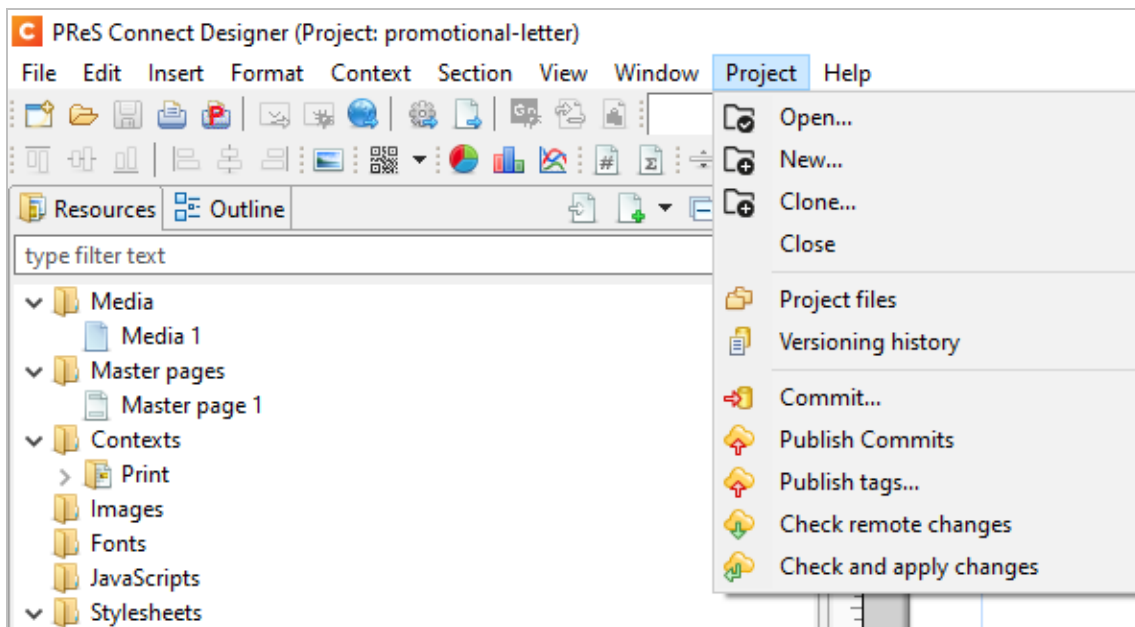 PReS Connect Designer (Project: promotional-letter)
File Edit Insert Format Context Section View Window Project Help
Open...
New...
Clone...
Close
Project files
Versioning history
Commit...
Publish Commits
Publish tags...
Check remote changes
Check and apply changes
Resources Outline
type filter text
Media
Media 1
Master pages
Master page 1
Contexts
Print
Images
Fonts
JavaScripts
Stylesheets